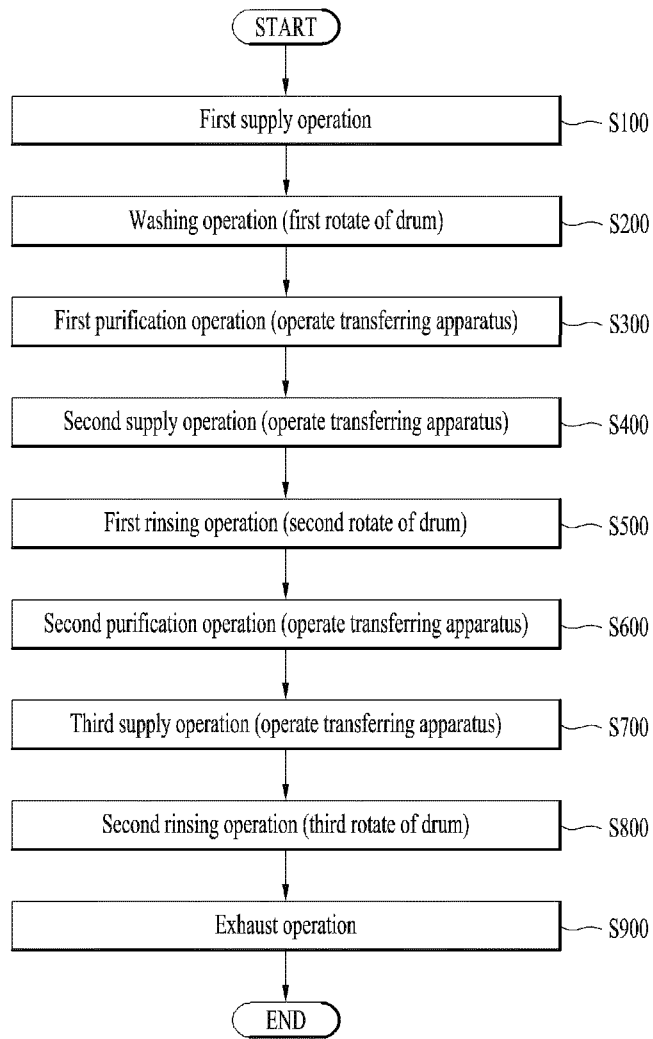 START
First supply operation
S100
Washing operation (first rotate of drum)
S200
First purification operation (operate transferring apparatus)
S300
Second supply operation (operate transferring apparatus)
S400
First rinsing operation (second rotate of drum)
S500
Second purification operation (operate transferring apparatus)
S600
Third supply operation (operate transferring apparatus)
S700
Second rinsing operation (third rotate of drum)
S800
Exhaust operation
S900
END